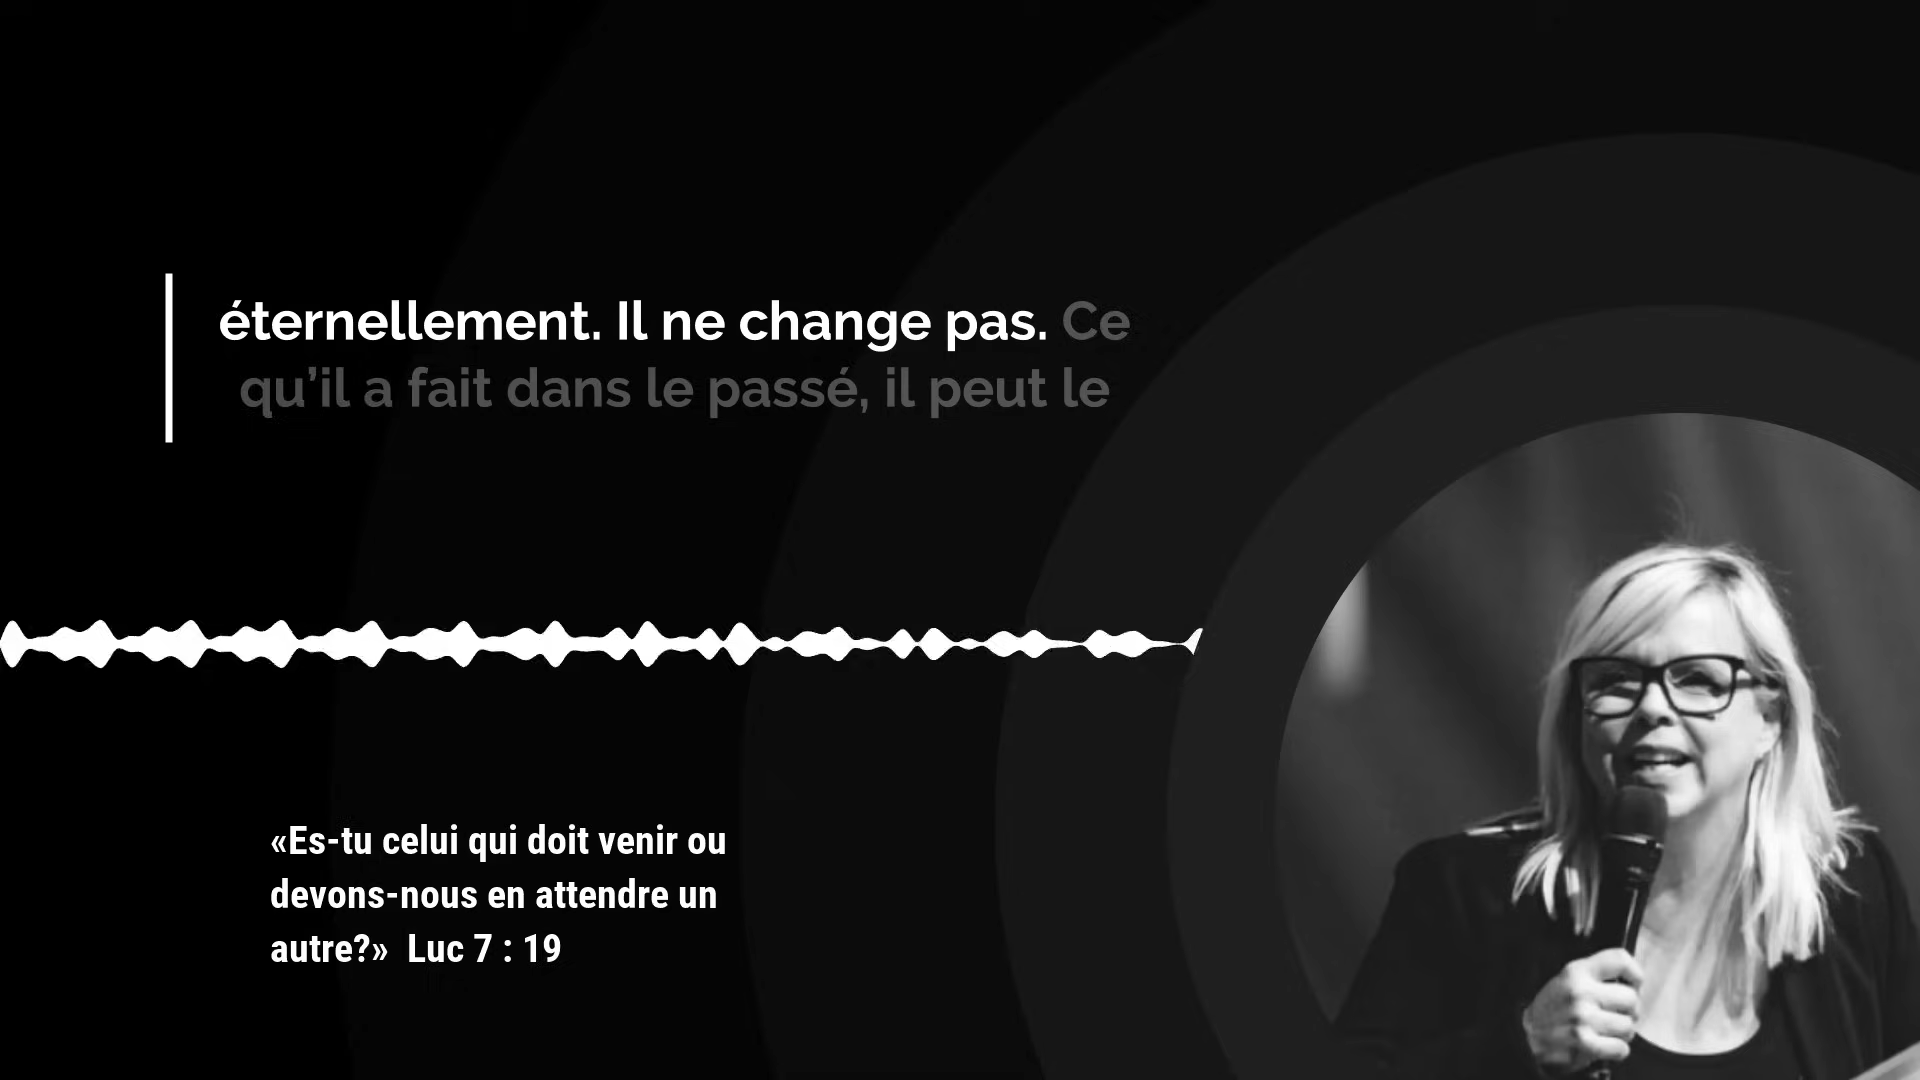 éternellement. Il ne change pas. Ce
qu’il a fait dans le passé, il peut le
«Es-tu celui qui doit venir ou
devons-nous en attendre un
autre?»  Luc 7 : 19